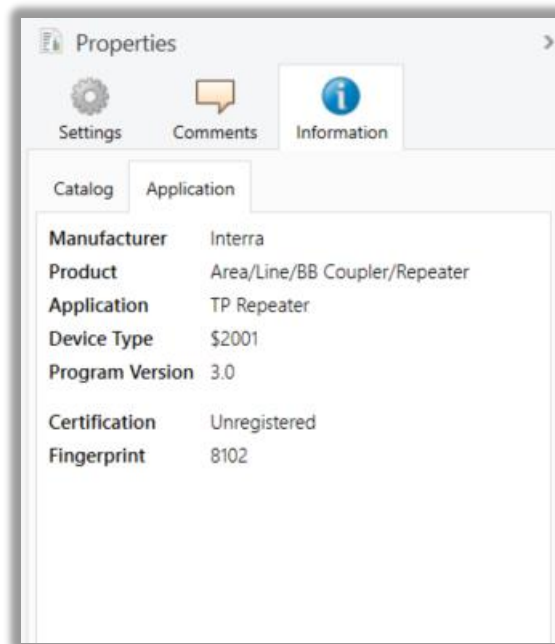 Properties
Settings Comments Information
Catalog Application
Manufacturer Interra
Product Area/Line/BB Coupler/Repeater
Application TP Repeater
Device Type $2001
Program Version 3.0
Certification Unregistered
Fingerprint 8102